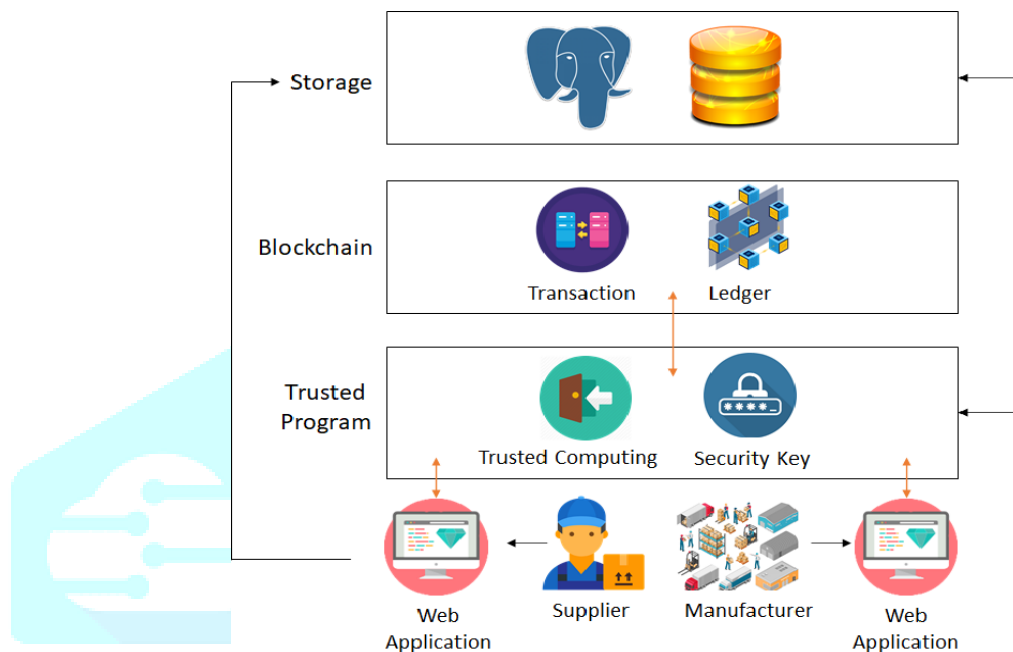 Storage
Blockchain
Transaction
Ledger
Trusted
Program
Trusted Computing
Security Key
Web
Application
Supplier
Manufacturer
Web
Application